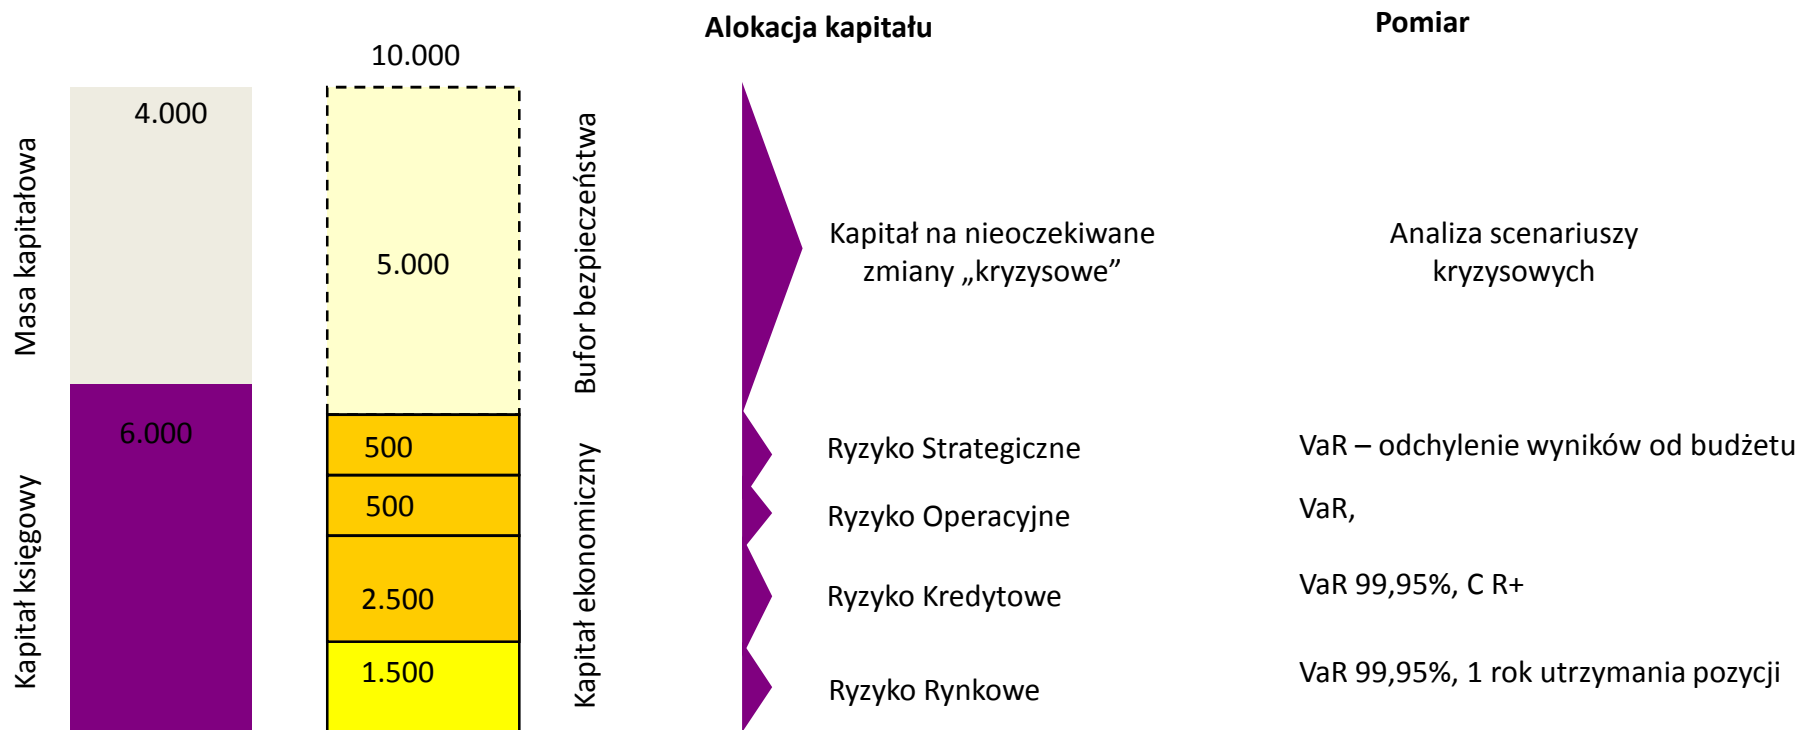 Alokacja kapitału
Pomiar
10.000
4.000
Masa kapitałowa
5.000
Bufor bezpieczeństwa
Kapitał na nieoczekiwane
zmiany „kryzysowe”
Analiza scenariuszy
kryzysowych
6.000
Kapitał księgowy
500
500
2.500
1.500
Kapitał ekonomiczny
Ryzyko Strategiczne
VaR – odchylenie wyników od budżetu
Ryzyko Operacyjne
VaR,
Ryzyko Kredytowe
VaR 99,95%, C R+
Ryzyko Rynkowe
VaR 99,95%, 1 rok utrzymania pozycji